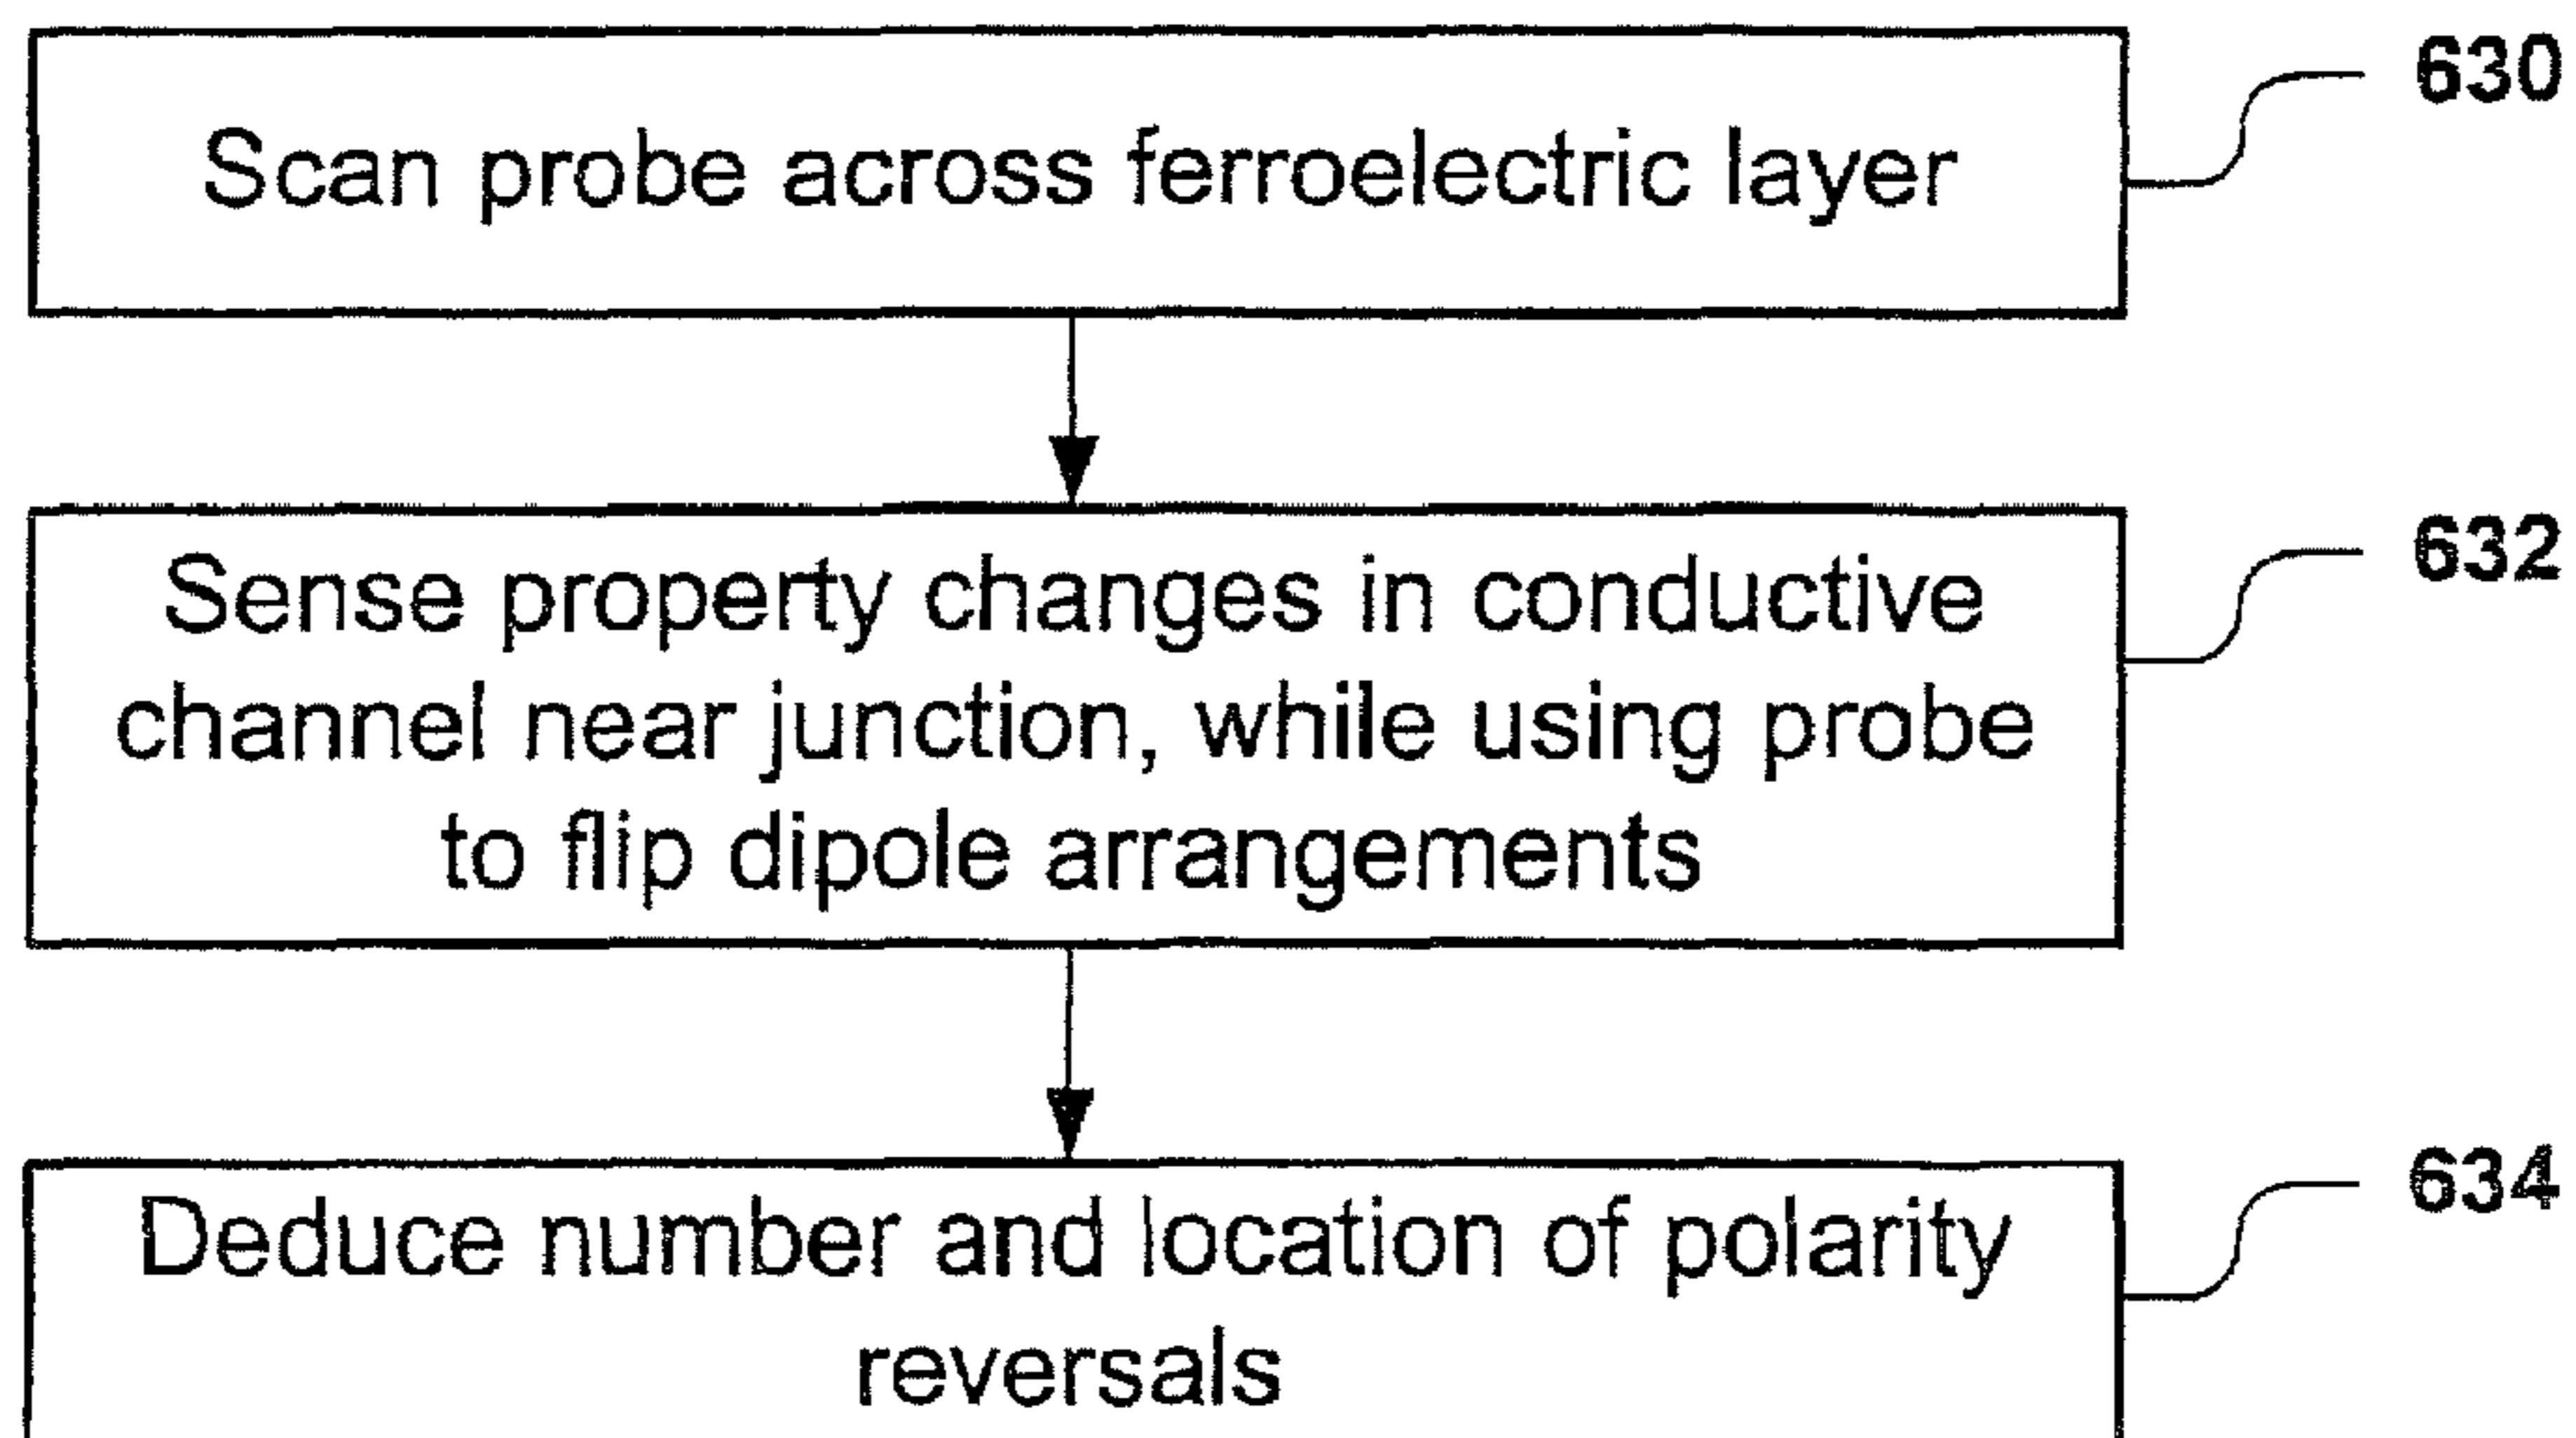 Scan probe across ferroelectric layer
630
Sense property changes in conductive
channel near junction, while using probe
to flip dipole arrangements
632
Deduce number and location of polarity
reversals
634